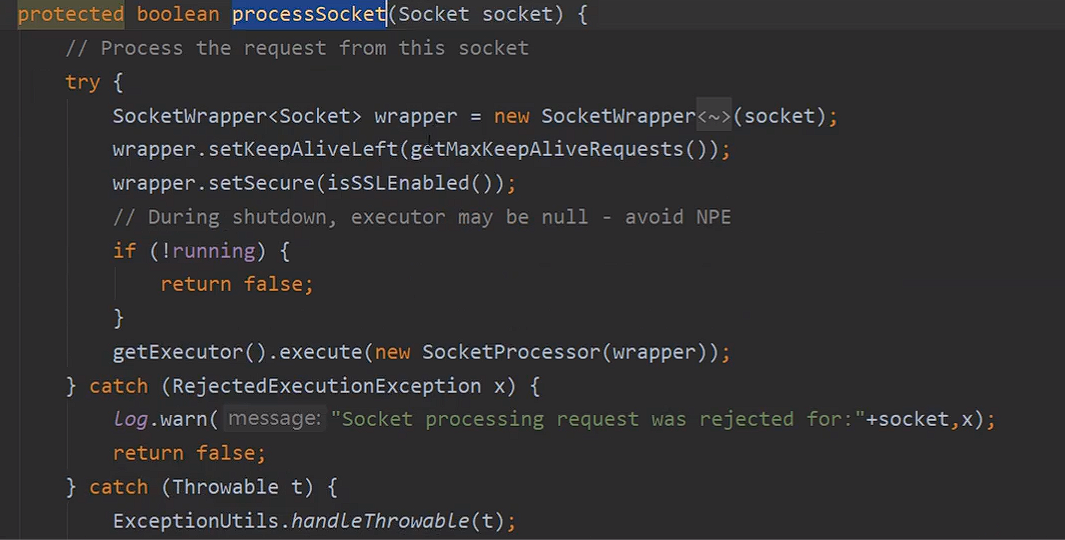 protected boolean processSocket(Socket socket) {
// Process the request from this socket
try {
SocketWrapper<Socket> wrapper = new SocketWrapper<~>(socket);
wrapper.setKeepAliveLeft(getMaxKeepAliveRequests());
wrapper.setSecure(isSSLEnabled());
// During shutdown, executor may be null - avoid NPE
if (!running) {
return false;
}
getExecutor().execute(new SocketProcessor(wrapper));
} catch (RejectedExecutionException x) {
log.warn( message: "Socket processing request was rejected for:"+socket,x);
return false;
} catch (Throwable t) {
ExceptionUtils.handleThrowable(t);